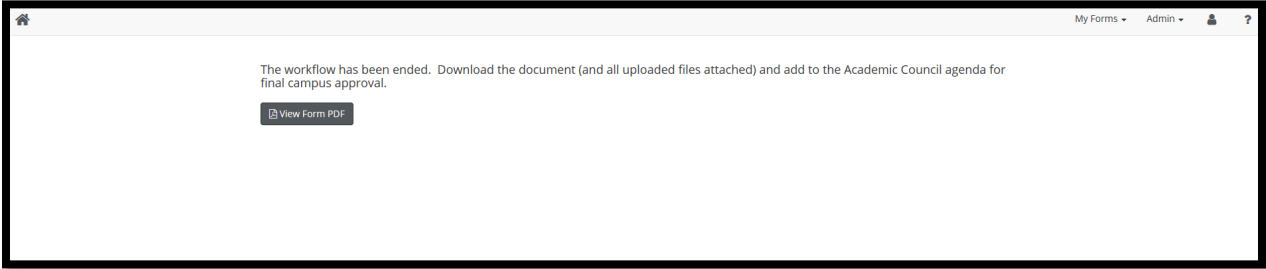 My Forms Admin ?
The workflow has been ended.  Download the document (and all uploaded files attached) and add to the Academic Council agenda for
final campus approval.
View Form PDF